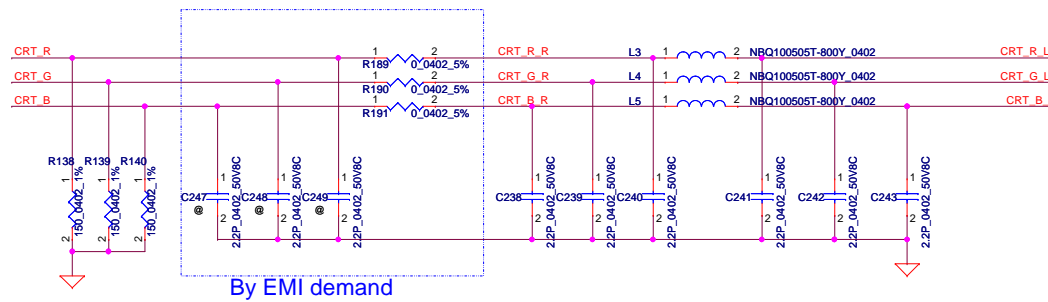 CRT_R 1 2 CRT_R_R L3 1 2 NBQ100505T-800Y_0402 CRT_R_L
R189 0_0402_5%
CRT_G 1 2 CRT_G_R L4 1 2 NBQ100505T-800Y_0402 CRT_G_L
R190 0_0402_5%
CRT_B 1 2 CRT_B_R L5 1 2 NBQ100505T-800Y_0402 CRT_B_
R191 0_0402_5%
R138 1 2 150_0402_1%
R139 1 2 150_0402_1%
R140 1 2 150_0402_1%
C247 @ 1 2 2.2P_0402_50V8C
C248 @ 1 2 2.2P_0402_50V8C
C249 @ 1 2 2.2P_0402_50V8C
C238 1 2 2.2P_0402_50V8C
C239 1 2 2.2P_0402_50V8C
C240 1 2 2.2P_0402_50V8C
C241 1 2 2.2P_0402_50V8C
C242 1 2 2.2P_0402_50V8C
C243 1 2 2.2P_0402_50V8C
By EMI demand